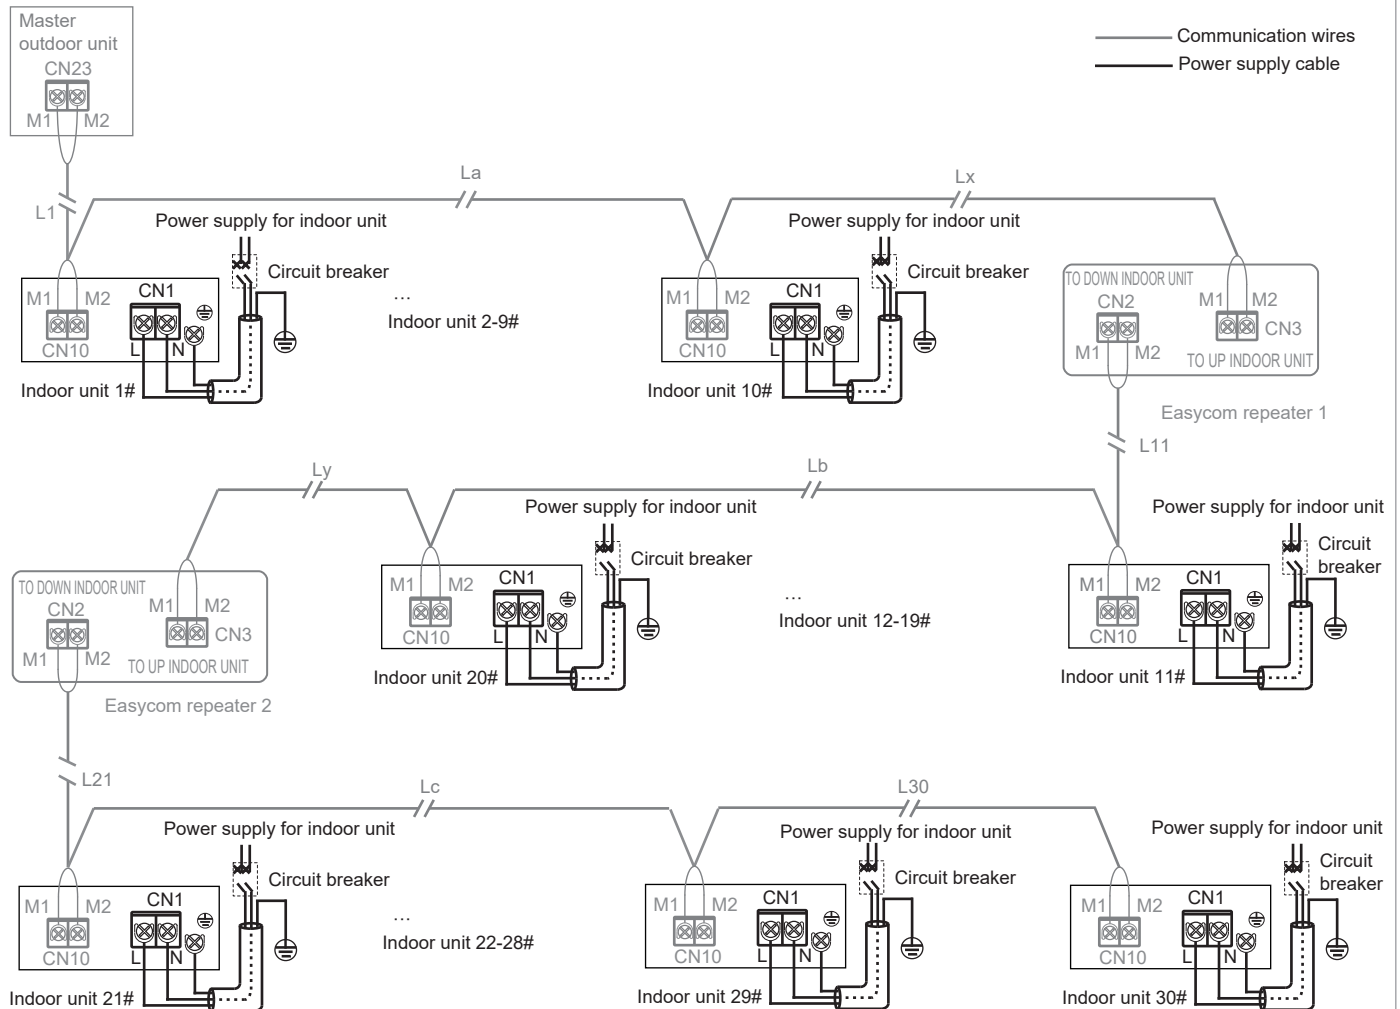 Master
outdoor unit
CN23
M1 M2
Communication wires
Power supply cable
L1
La
Lx
Power supply for indoor unit
Circuit breaker
M1 M2
CN1
CN10
L N
Indoor unit 1#
...
Indoor unit 2-9#
Power supply for indoor unit
Circuit breaker
M1 M2
CN1
CN10
L N
Indoor unit 10#
TO DOWN INDOOR UNIT
CN2
M1 M2
M1 M2
CN3
TO UP INDOOR UNIT
Easycom repeater 1
L11
Ly
Lb
TO DOWN INDOOR UNIT
CN2
M1 M2
M1 M2
CN3
TO UP INDOOR UNIT
Easycom repeater 2
Power supply for indoor unit
Circuit breaker
M1 M2
CN1
CN10
L N
Indoor unit 20#
...
Indoor unit 12-19#
Power supply for indoor unit
Circuit
breaker
M1 M2
CN1
CN10
L N
Indoor unit 11#
L21
Lc
L30
Power supply for indoor unit
Circuit breaker
M1 M2
CN1
CN10
L N
Indoor unit 21#
...
Indoor unit 22-28#
Power supply for indoor unit
Circuit breaker
M1 M2
CN1
CN10
L N
Indoor unit 29#
Power supply for indoor unit
Circuit
breaker
M1 M2
CN1
CN10
L N
Indoor unit 30#